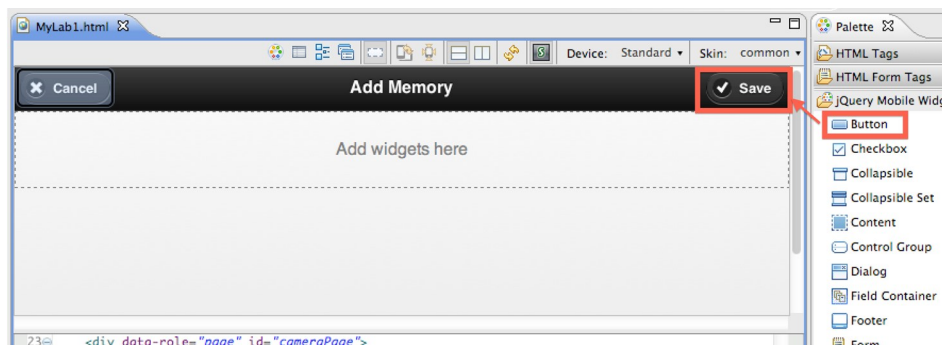 MyLab1.html
Palette
Device: Standard Skin: common
HTML Tags
HTML Form Tags
jQuery Mobile Widg
Cancel
Add Memory
Save
Add widgets here
Button
Checkbox
Collapsible
Collapsible Set
Content
Control Group
Dialog
Field Container
Footer
Form
23 <div data-role="page" id="cameraPage">